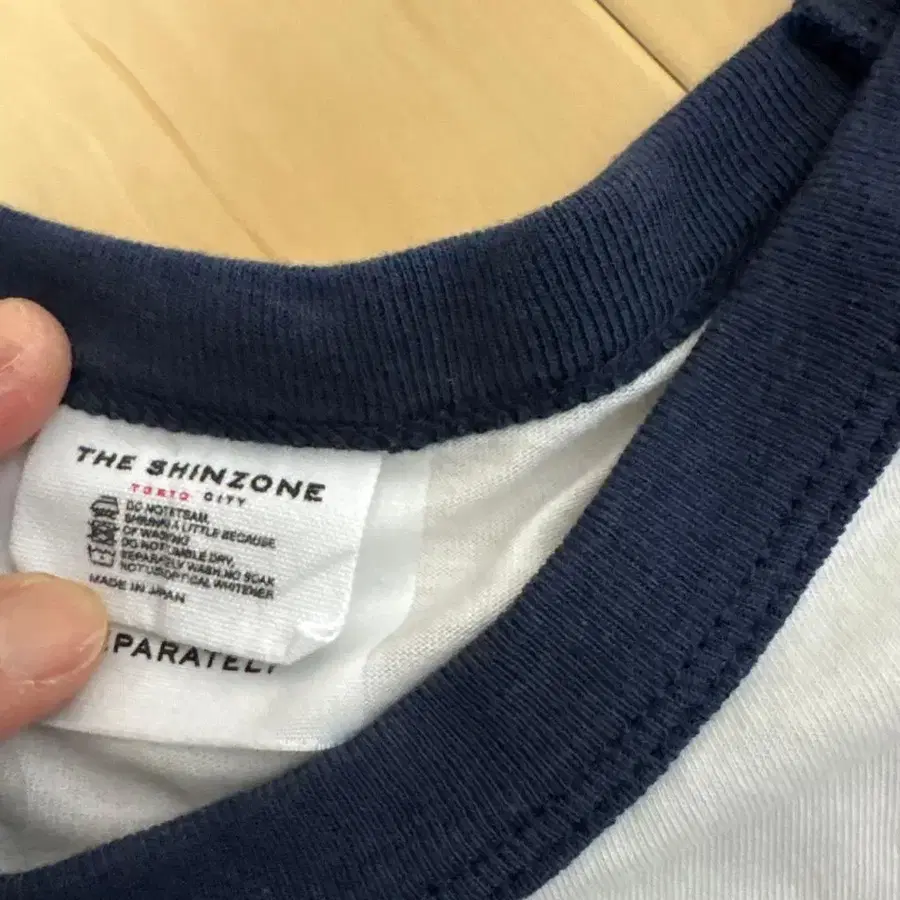 THE SHINZONE
TOKYO CITY
DO NOT STEAM.
SHRINK A LITTLE BECAUSE
OF WASING.
DO NOT TUMBLE DRY.
SEPARATELY WASH. NO SOAK
NOT USE OPTICAL WHITENER
MADE IN JAPAN
EPARATELY